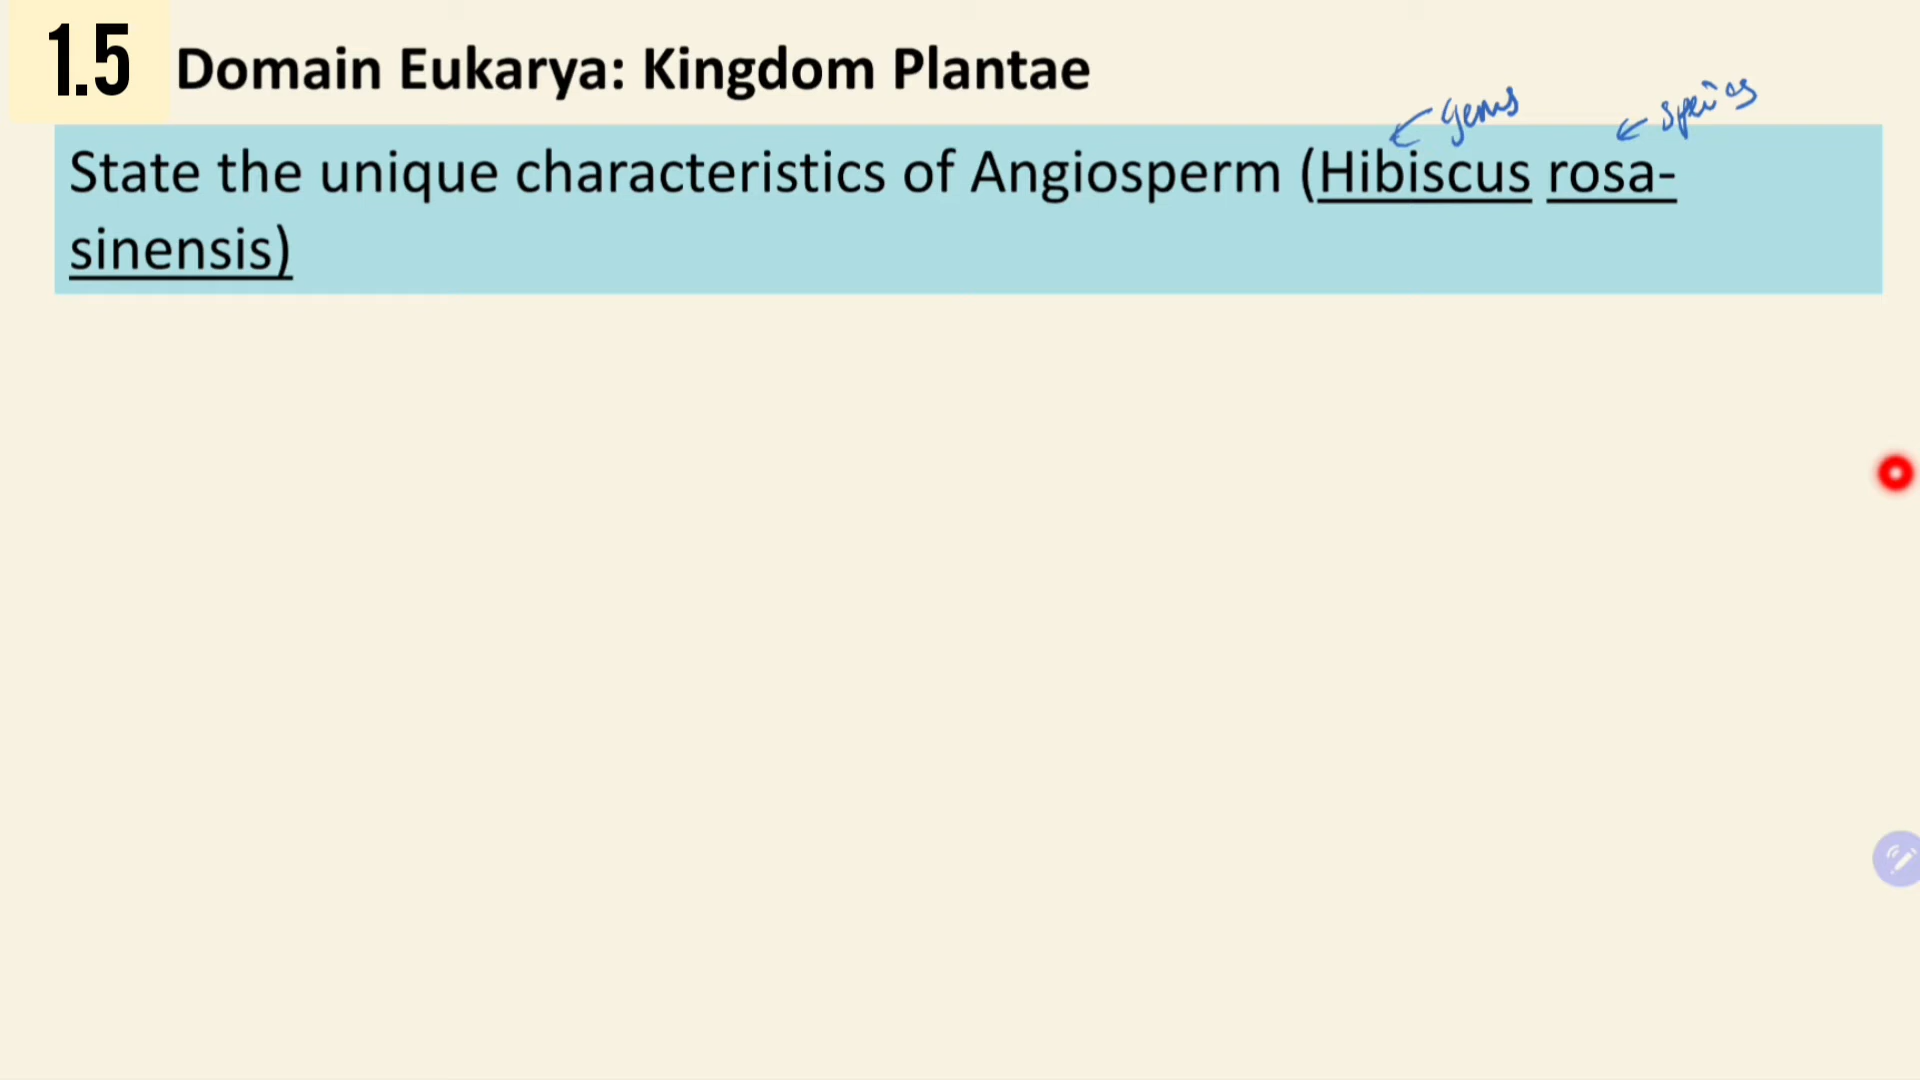 1.5 Domain Eukarya: Kingdom Plantae
genus species
State the unique characteristics of Angiosperm (Hibiscus rosa-
sinensis)